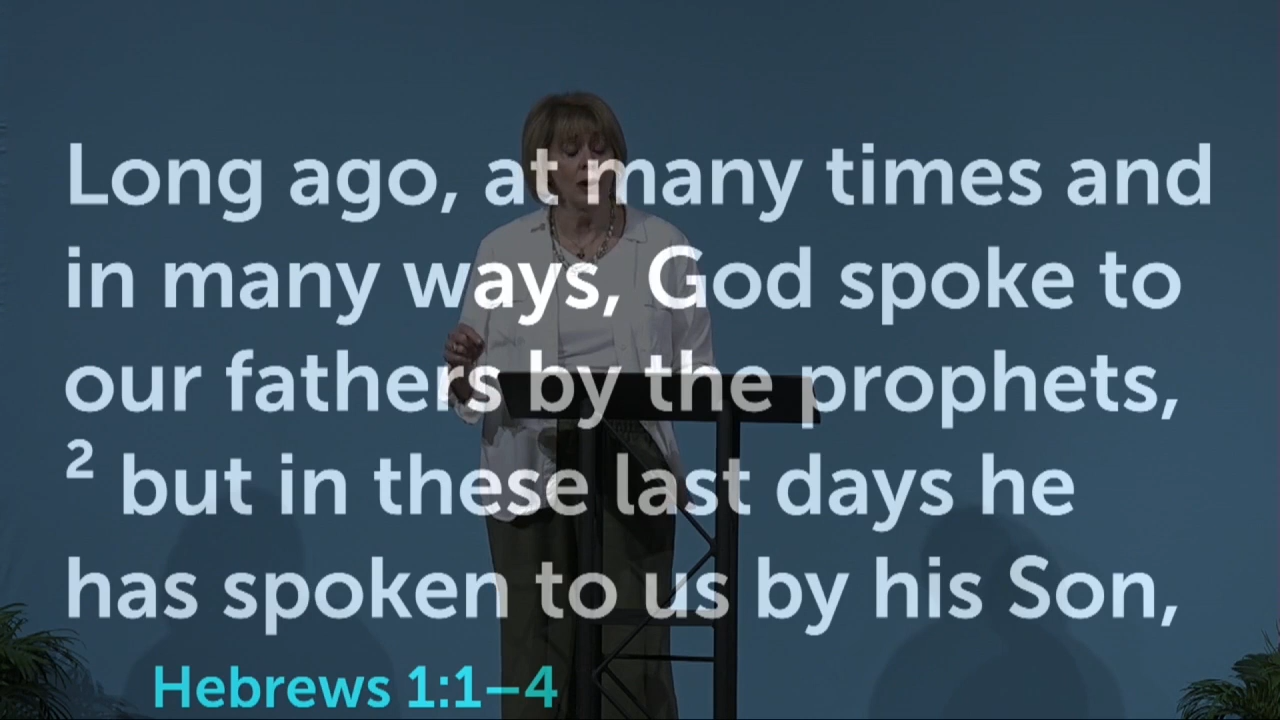 Long ago, at many times and
in many ways, God spoke to
our fathers by the prophets,
² but in these last days he
has spoken to us by his Son,
Hebrews 1:1–4